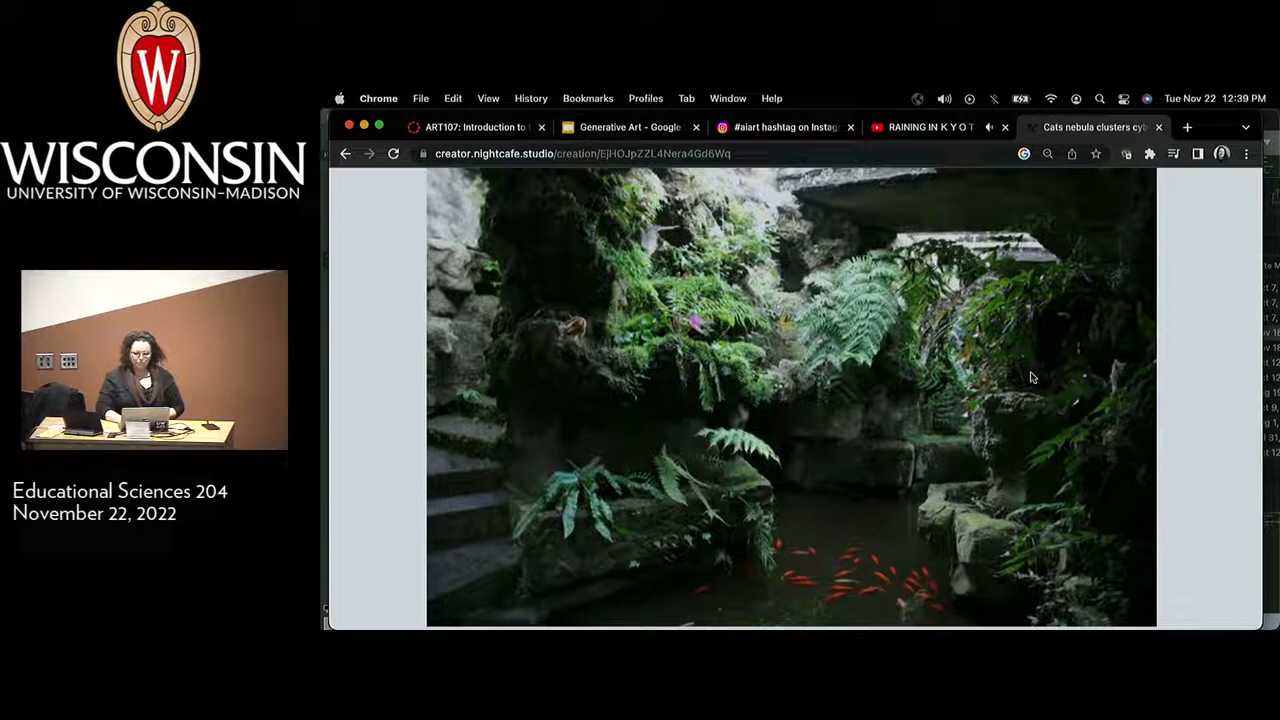 W
WISCONSIN
UNIVERSITY OF WISCONSIN–MADISON
Educational Sciences 204
November 22, 2022
Chrome File Edit View History Bookmarks Profiles Tab Window Help Tue Nov 22 12:39 PM
ART107: Introduction to Generative Art - Google #aiart hashtag on Instag RAINING IN K Y O T Cats nebula clusters cyb
creator.nightcafe.studio/creation/EjHOJpZZL4Nera4Gd6Wq